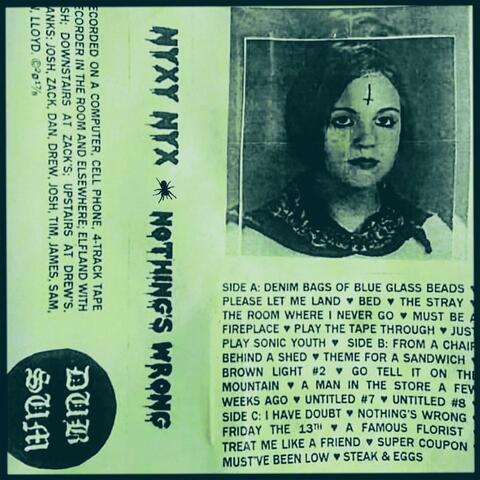 ECORDED ON A COMPUTER, CELL PHONE, 4-TRACK TAPE
ECORDER IN THE ROOM AND ELSEWHERE; ELFLAND WITH
SH: DOWNSTAIRS AT ZACK'S; UPSTAIRS AT DREW'S.
ANKS: JOSH, ZACK, DAN, DREW, JOSH, TIM, JAMES, SAM,
LLOYD.
NYXY NYX NOTHING'S WRONG
DUB
SUM
SIDE A: DENIM BAGS OF BLUE GLASS BEADS ♥
PLEASE LET ME LAND ♥ BED ♥ THE STRAY ♥
THE ROOM WHERE I NEVER GO ♥ MUST BE A
FIREPLACE ♥ PLAY THE TAPE THROUGH ♥ JUS
PLAY SONIC YOUTH ♥ SIDE B: FROM A CHAIR
BEHIND A SHED ♥ THEME FOR A SANDWICH ♥
BROWN LIGHT #2 ♥ GO TELL IT ON THE
MOUNTAIN ♥ A MAN IN THE STORE A FEW
WEEKS AGO ♥ UNTITLED #7 ♥ UNTITLED #8 ♥
SIDE C: I HAVE DOUBT ♥ NOTHING'S WRONG ♥
FRIDAY THE 13TH ♥ A FAMOUS FLORIST ♥
TREAT ME LIKE A FRIEND ♥ SUPER COUPON ♥
MUST'VE BEEN LOW ♥ STEAK & EGGS